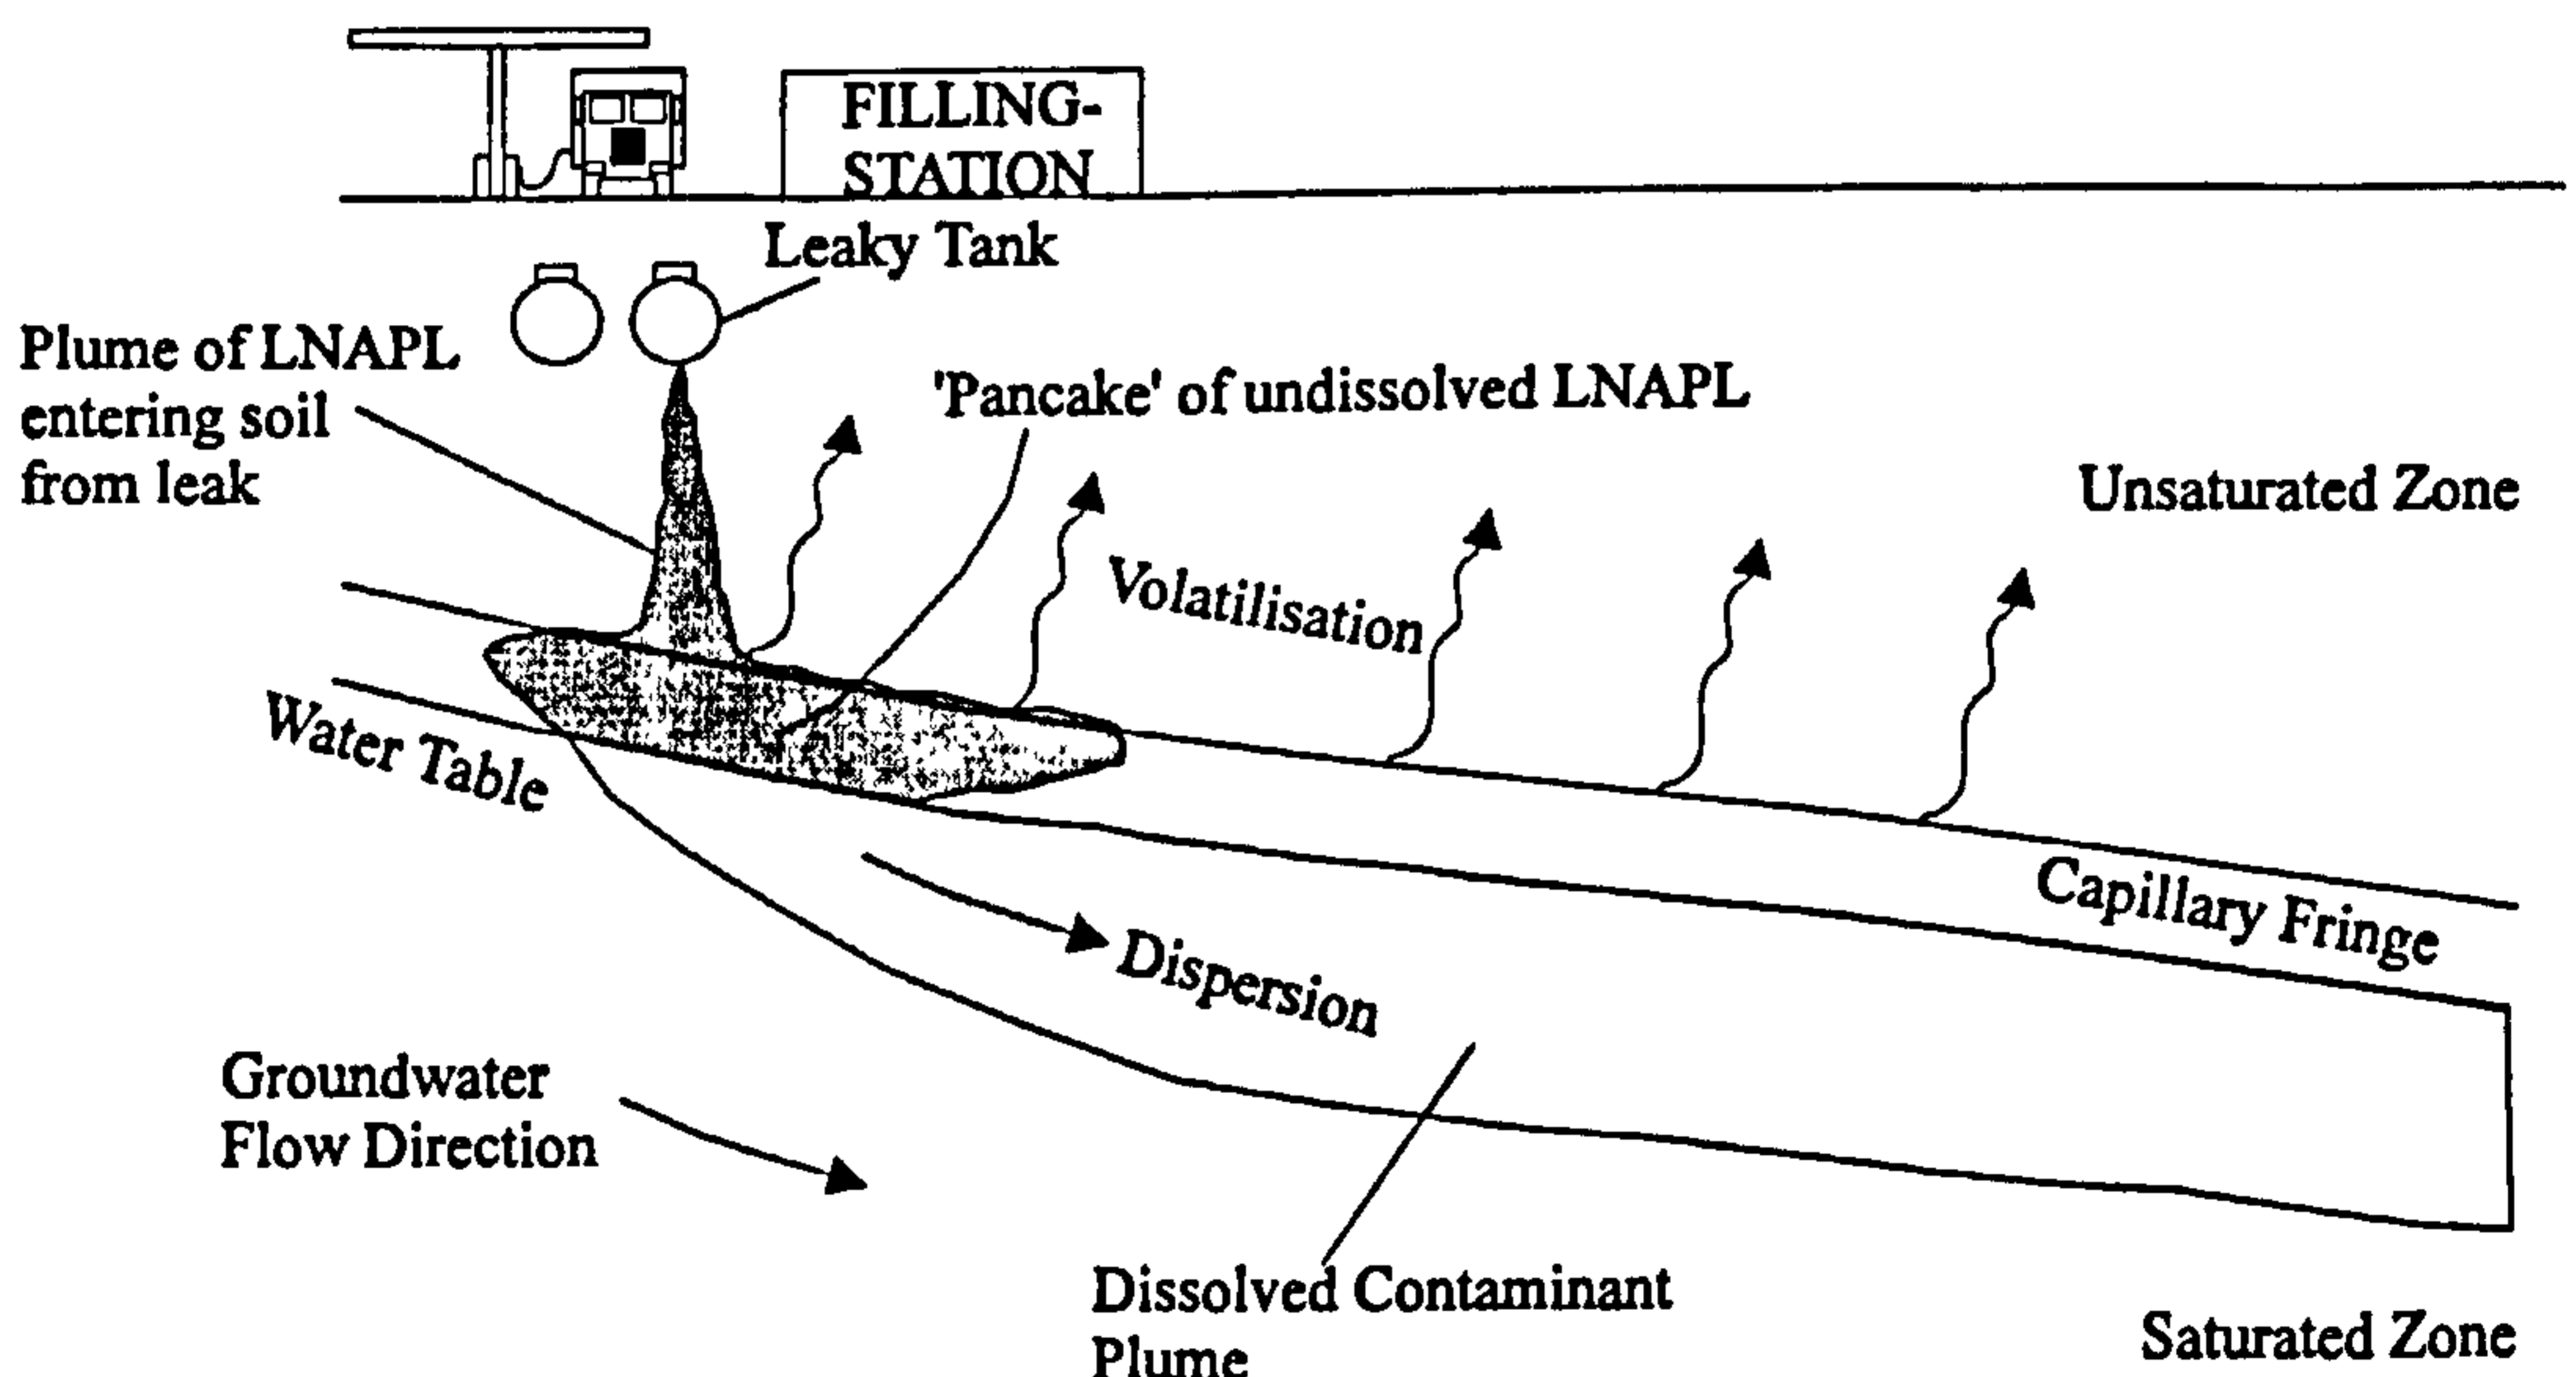 FILLING-
STATION
Leaky Tank
Plume of LNAPL
entering soil
from leak
'Pancake' of undissolved LNAPL
Unsaturated Zone
Volatilisation
Water Table
Capillary Fringe
Dispersion
Groundwater
Flow Direction
Dissolved Contaminant
Plume
Saturated Zone